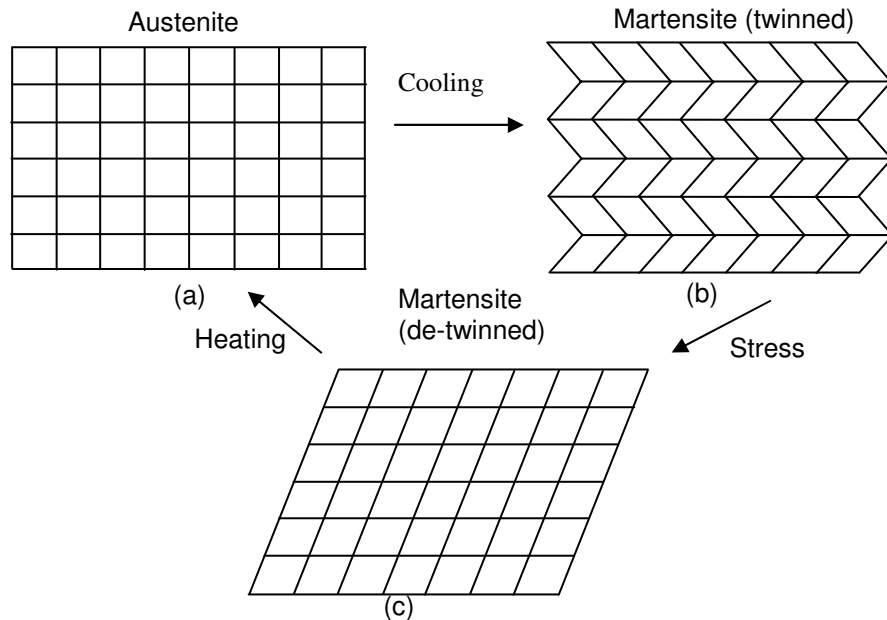 Austenite
Martensite (twinned)
Cooling
(a)
(b)
Martensite
(de-twinned)
Heating
Stress
(c)